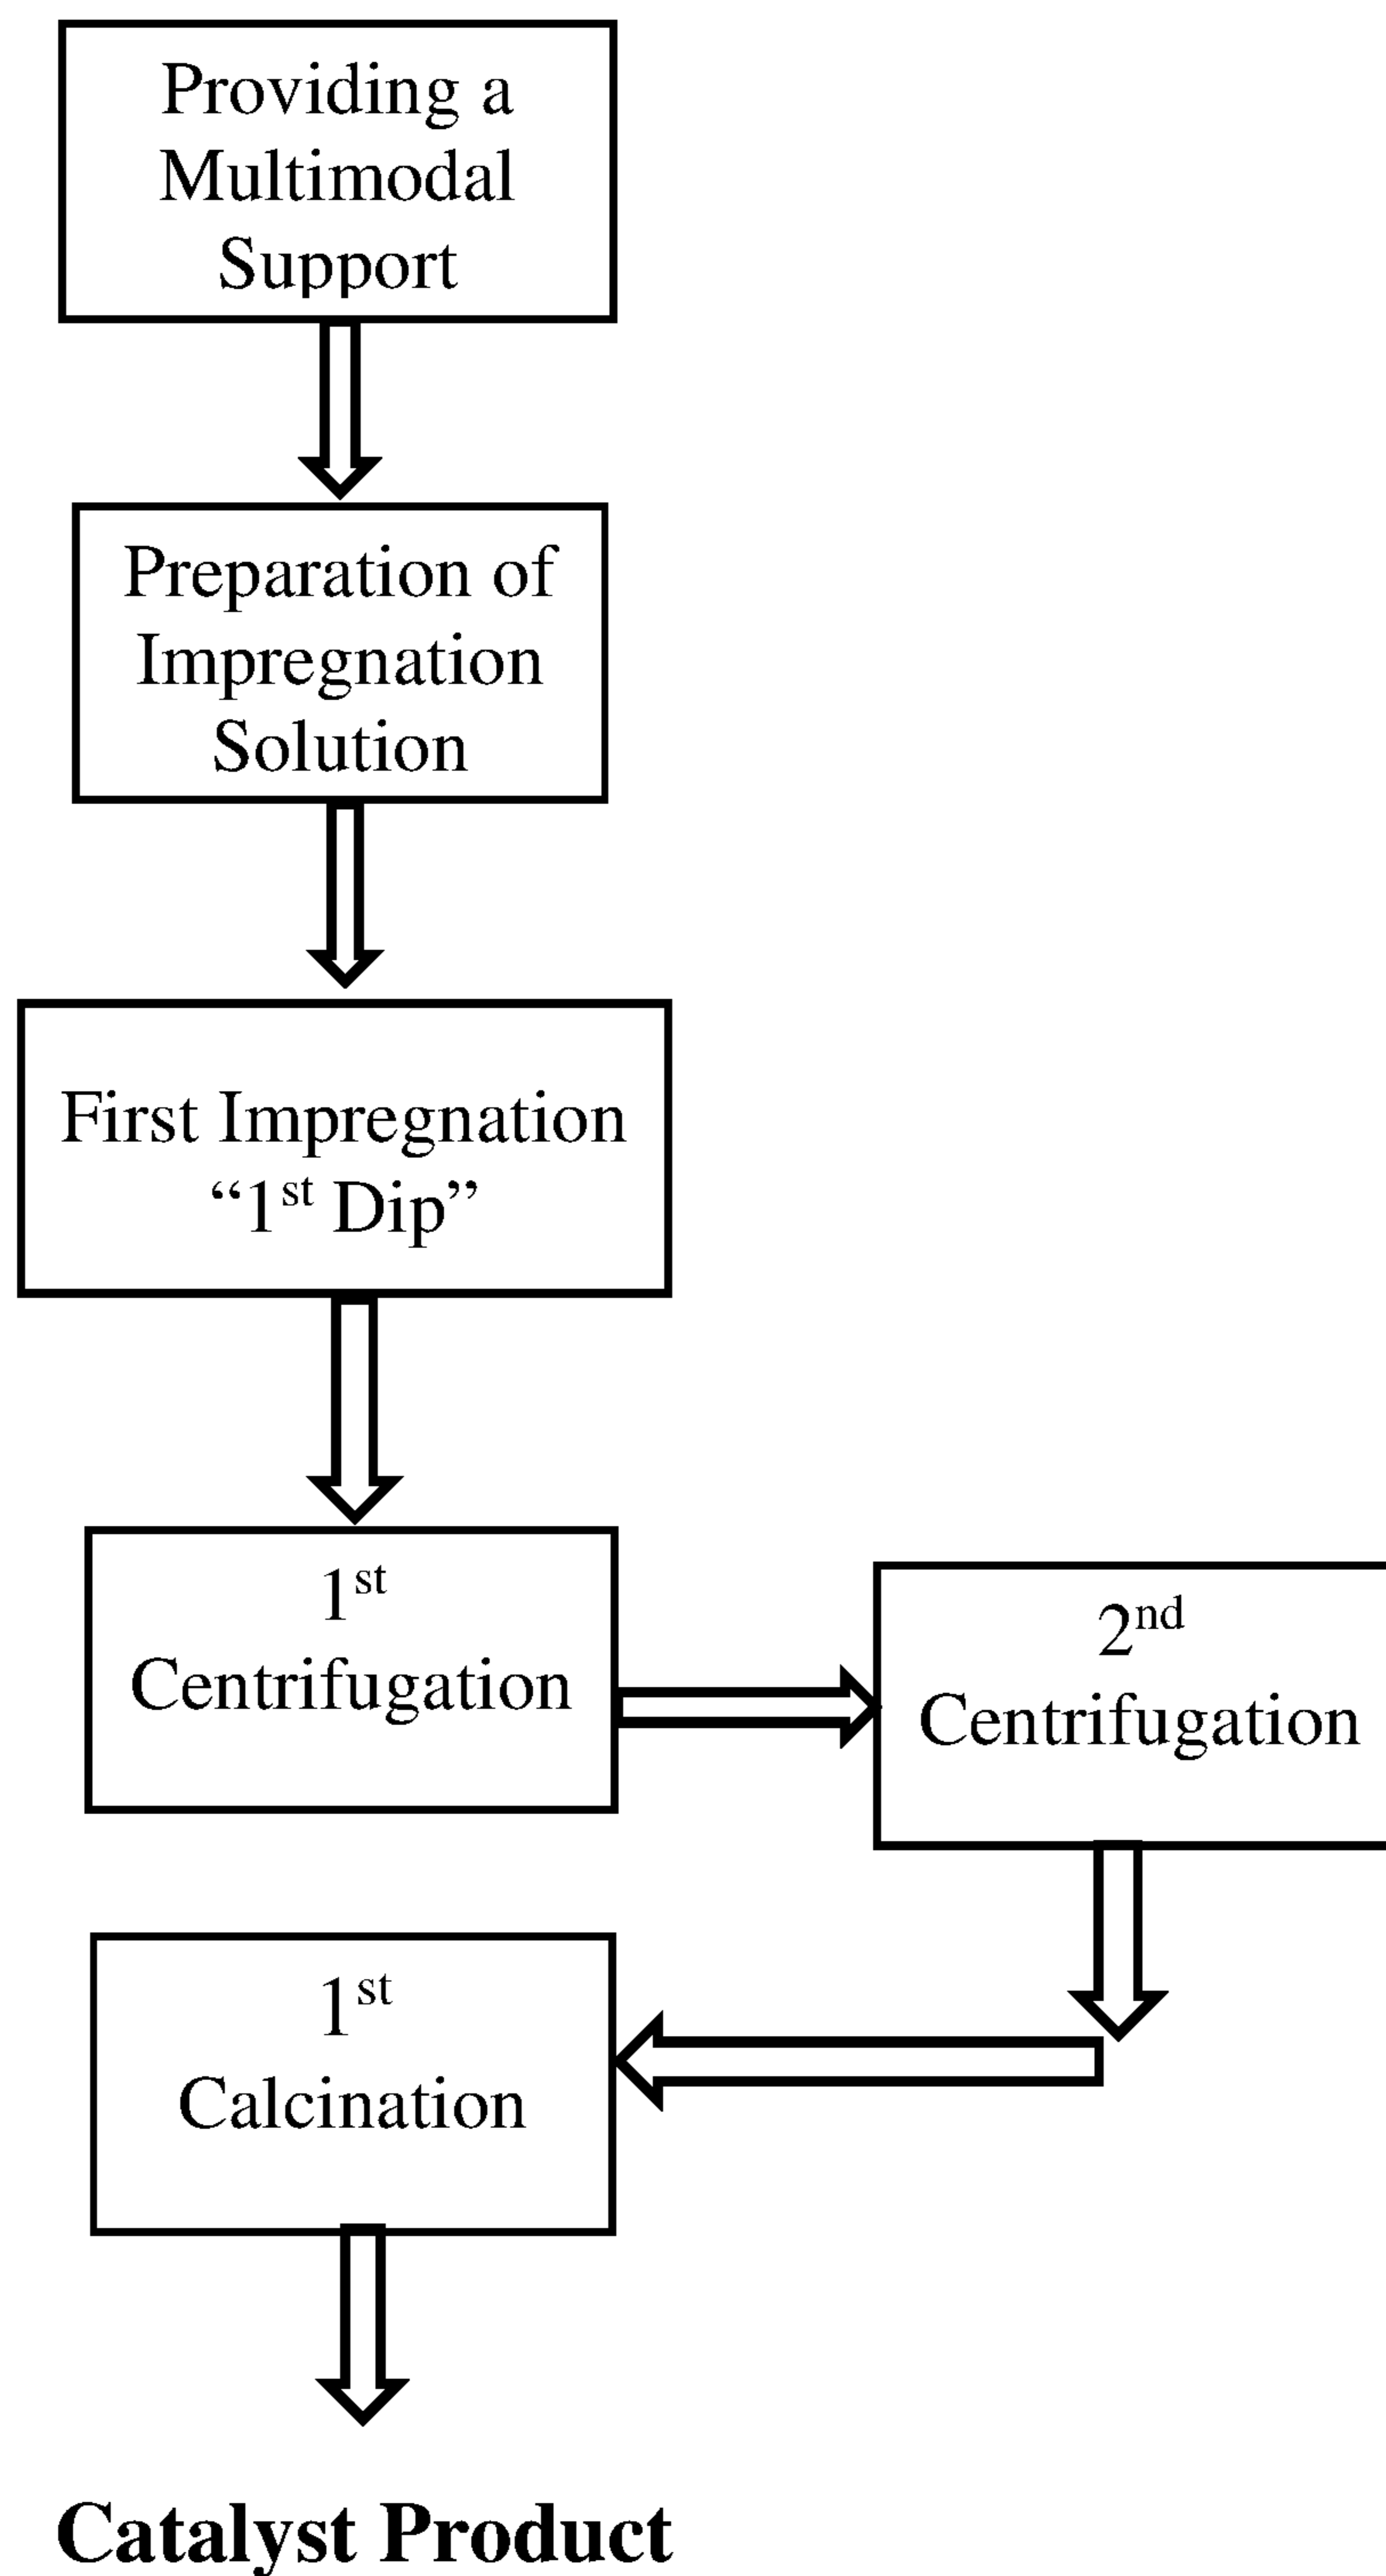 Providing a
Multimodal
Support
Preparation of
Impregnation
Solution
First Impregnation
“1st Dip”
1st
Centrifugation
2nd
Centrifugation
1st
Calcination
Catalyst Product